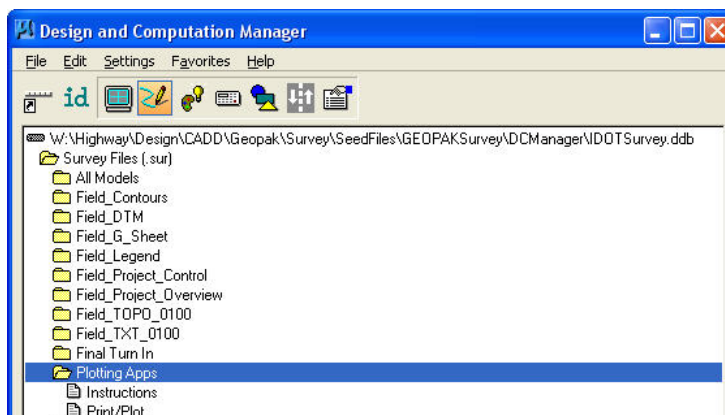 Design and Computation Manager
File Edit Settings Favorites Help
id
W:\Highway\Design\CADD\Geopak\Survey\SeedFiles\GEOPAKSurvey\DCManager\IDOTSurvey.ddb
Survey Files (.sur)
All Models
Field_Contours
Field_DTM
Field_G_Sheet
Field_Legend
Field_Project_Control
Field_Project_Overview
Field_TOPO_0100
Field_TXT_0100
Final Turn In
Plotting Apps
Instructions
Print/Plot